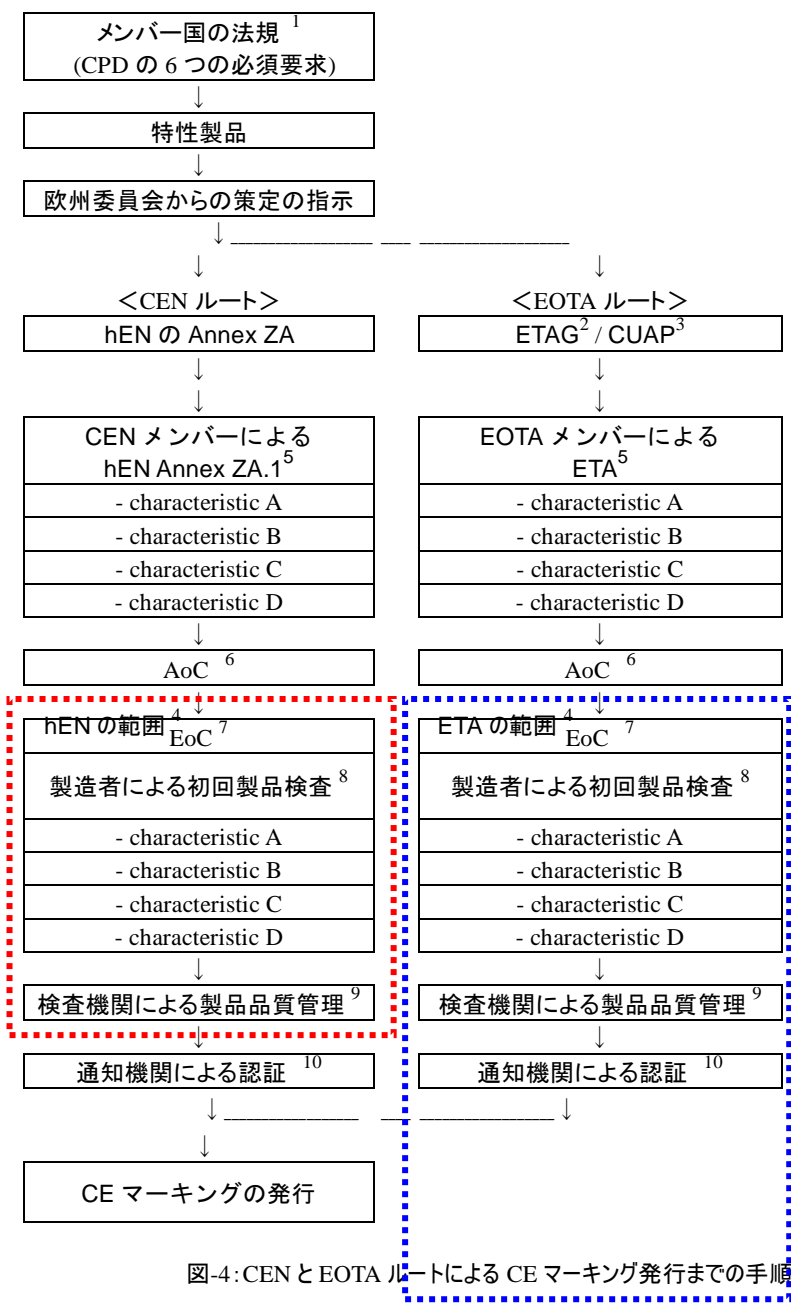 メンバー国の法規 1
(CPD の 6 つの必須要求)
↓
特性製品
↓
欧州委員会からの策定の指示
↓
↓
＜CEN ルート＞
hEN の Annex ZA
↓
↓
CEN メンバーによる
hEN Annex ZA.1 5
- characteristic A
- characteristic B
- characteristic C
- characteristic D
↓
AoC 6
↓
hEN の範囲 4
EoC 7
製造者による初回製品検査 8
- characteristic A
- characteristic B
- characteristic C
- characteristic D
↓
検査機関による製品品質管理 9
↓
通知機関による認証 10
↓
↓
＜EOTA ルート＞
ETAG2 / CUAP3
↓
↓
EOTA メンバーによる
ETA5
- characteristic A
- characteristic B
- characteristic C
- characteristic D
↓
AoC 6
↓
ETA の範囲 4
EoC 7
製造者による初回製品検査 8
- characteristic A
- characteristic B
- characteristic C
- characteristic D
↓
検査機関による製品品質管理 9
↓
通知機関による認証 10
↓
↓
CE マーキングの発行
図-4：CEN と EOTA ルートによる CE マーキング発行までの手順